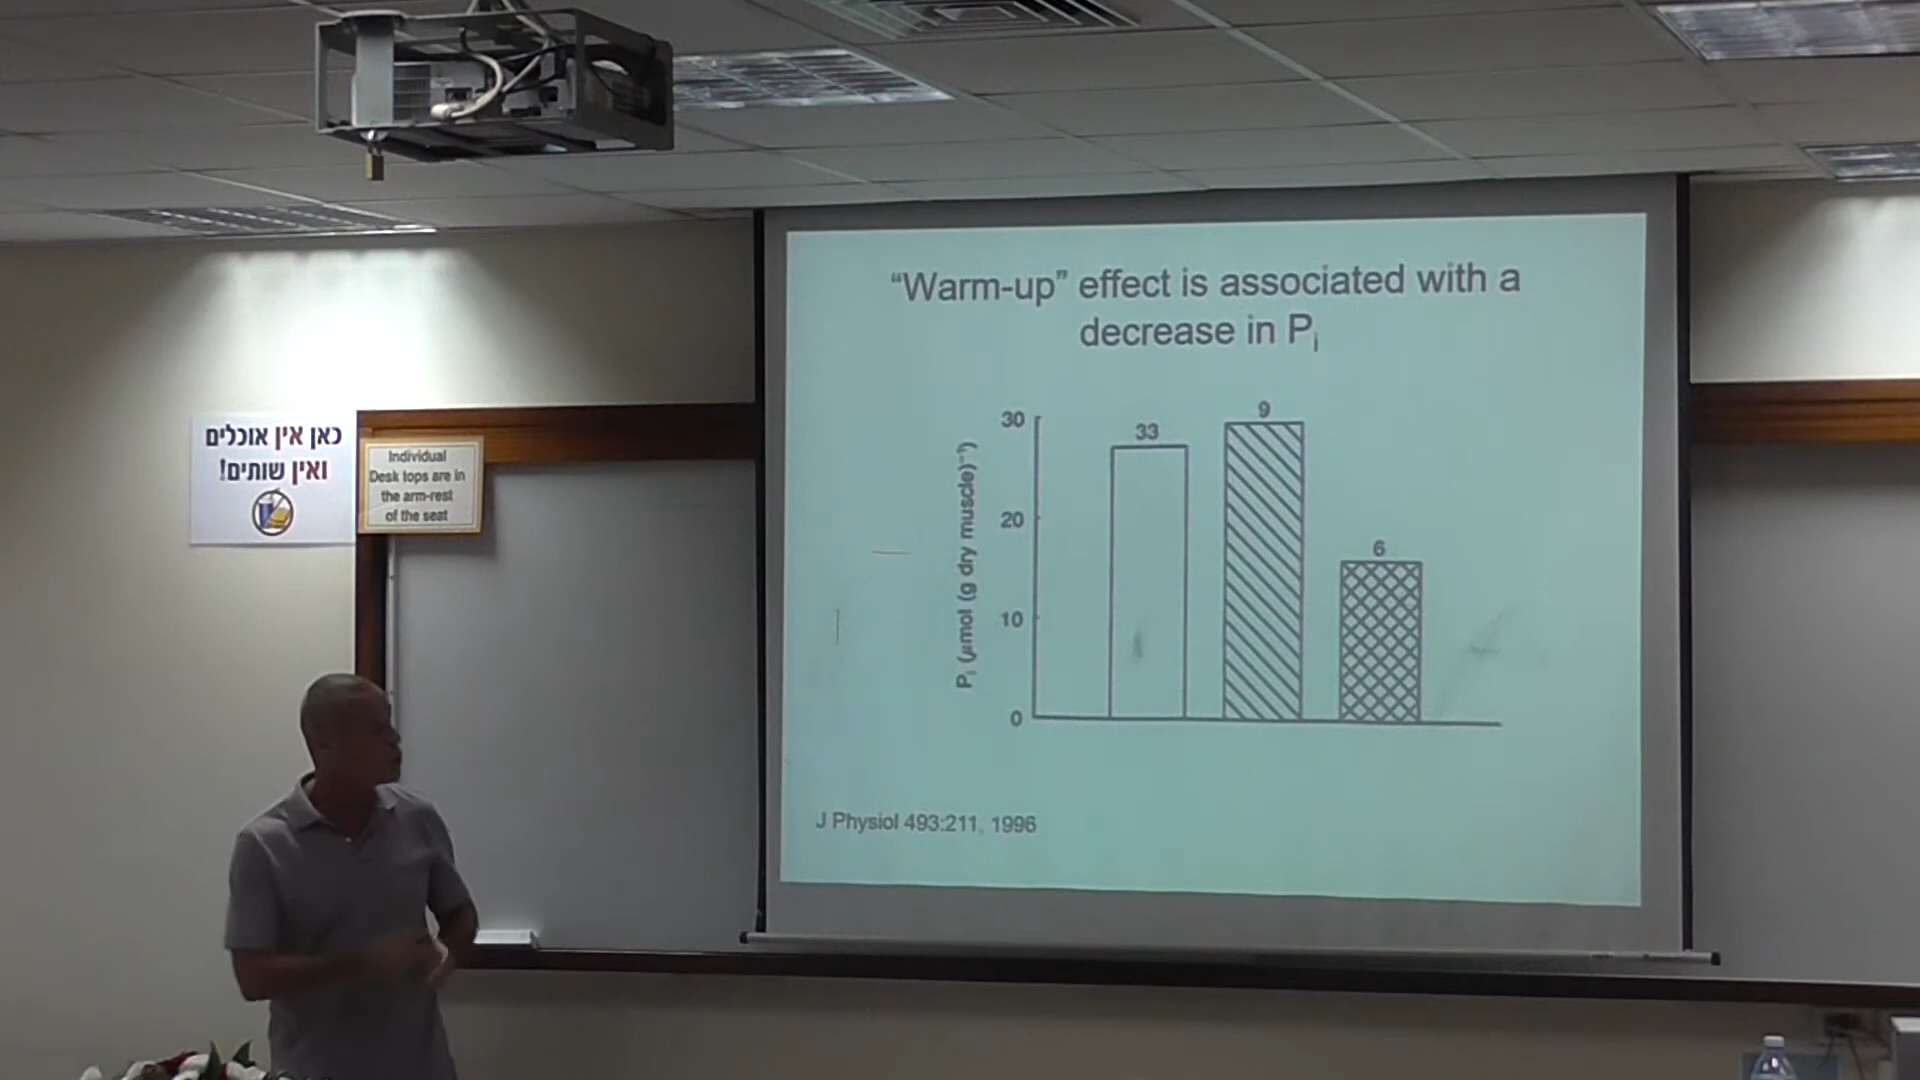 "Warm-up" effect is associated with a
decrease in Pi
30
20
10
0
Pi (μmol (g dry muscle)⁻¹)
33
9
6
J Physiol 493:211, 1996
כאן אין אוכלים
ואין שותים!
Individual
Desk tops are in
the arm-rest
of the seat